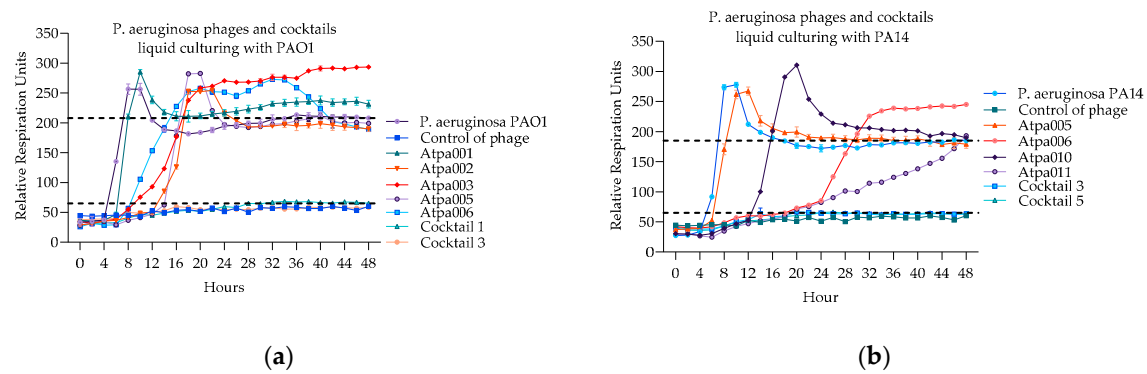 P. aeruginosa phages and cocktails
liquid culturing with PAO1
350
300
250
200
150
100
50
0
Relative Respiration Units
0 4 8 12 16 20 24 28 32 36 40 44 48
Hours
P. aeruginosa PAO1
Control of phage
Atpa001
Atpa002
Atpa003
Atpa005
Atpa006
Cocktail 1
Cocktail 3
(a)
P. aeruginosa phages and cocktails
liquid culturing with PA14
350
300
250
200
150
100
50
0
Relative Respiration Units
0 4 8 12 16 20 24 28 32 36 40 44 48
Hour
P. aeruginosa PA14
Control of phage
Atpa005
Atpa006
Atpa010
Atpa011
Cocktail 3
Cocktail 5
(b)